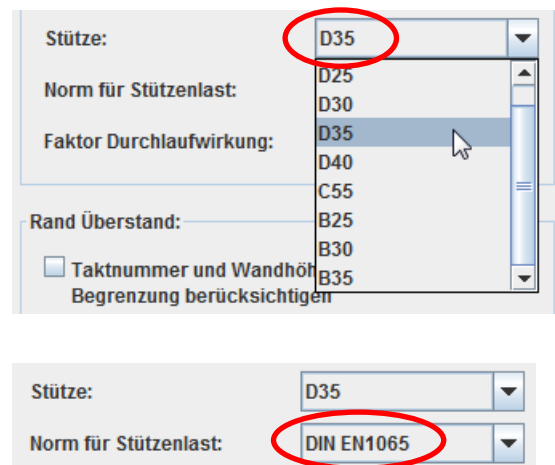 Stütze:
D35
D25
Norm für Stützenlast:
D30
D35
Faktor Durchlaufwirkung:
D40
C55
B25
Rand Überstand:
B30
Taktnummer und Wandhöh
B35
Begrenzung berücksichtigen
Stütze:
D35
Norm für Stützenlast:
DIN EN1065